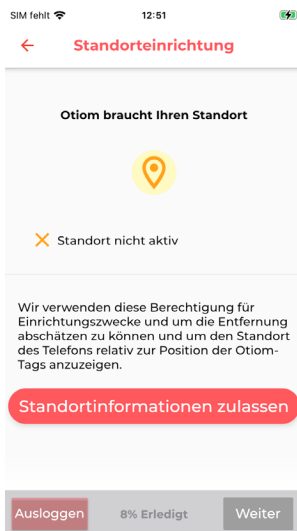 SIM fehlt 12:51
Standorteinrichtung
Otiom braucht Ihren Standort
Standort nicht aktiv
Wir verwenden diese Berechtigung für
Einrichtungszwecke und um die Entfernung
abschätzen zu können und um den Standort
des Telefons relativ zur Position der Otiom-
Tags anzuzeigen.
Standortinformationen zulassen
Ausloggen 8% Erledigt Weiter